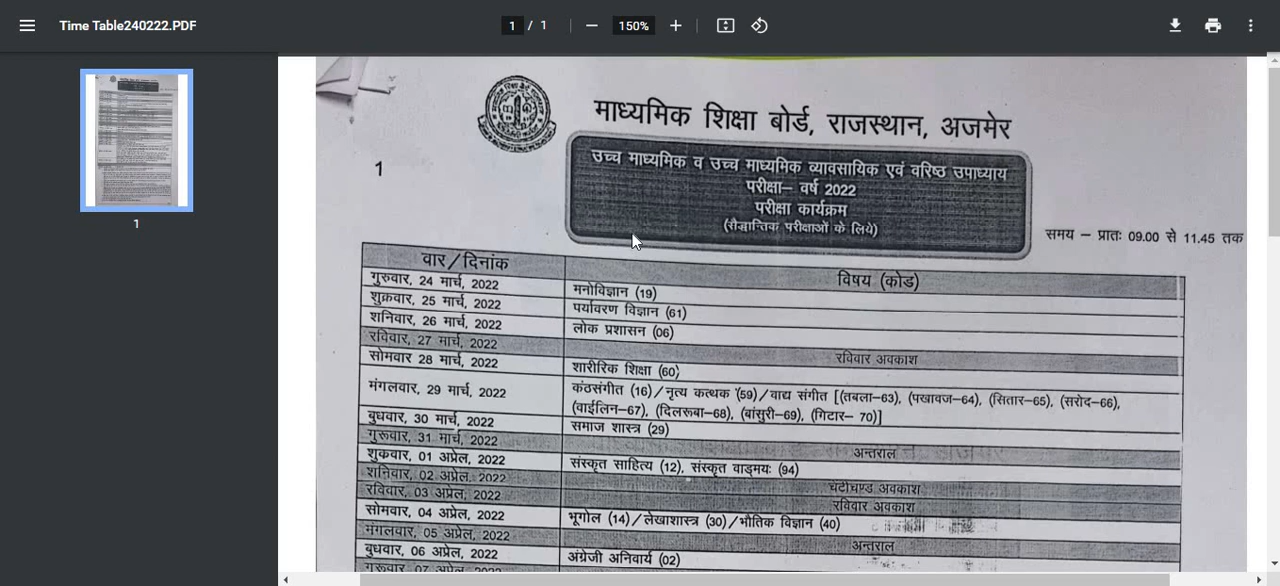 Time Table240222.PDF
1 / 1
150%
1
माध्यमिक शिक्षा बोर्ड, राजस्थान, अजमेर
1
उच्च माध्यमिक व उच्च माध्यमिक व्यावसायिक एवं वरिष्ठ उपाध्याय
परीक्षा– वर्ष 2022
परीक्षा कार्यक्रम
(सैद्धान्तिक परीक्षाओं के लिये)
समय – प्रातः 09.00 से 11.45 तक
वार/दिनांक विषय (कोड)
गुरुवार, 24 मार्च, 2022 मनोविज्ञान (19)
शुक्रवार, 25 मार्च, 2022 पर्यावरण विज्ञान (61)
शनिवार, 26 मार्च, 2022 लोक प्रशासन (06)
रविवार, 27 मार्च, 2022 रविवार अवकाश
सोमवार 28 मार्च, 2022 शारीरिक शिक्षा (60)
मंगलवार, 29 मार्च, 2022 कंठसंगीत (16)/नृत्य कत्थक (59)/वाद्य संगीत [(तबला–63), (पखावज–64), (सितार–65), (सरोद–66),
(वाईलिन–67), (दिलरूबा–68), (बांसुरी–69), (गिटार– 70)]
बुधवार, 30 मार्च, 2022 समाज शास्त्र (29)
गुरूवार, 31 मार्च, 2022 अन्तराल
शुकवार, 01 अप्रेल, 2022 संस्कृत साहित्य (12), संस्कृत वाड्मयः (94)
शनिवार, 02 अप्रेल, 2022 चेटीचण्ड अवकाश
रविवार, 03 अप्रेल, 2022 रविवार अवकाश
सोमवार, 04 अप्रेल, 2022 भूगोल (14)/लेखाशास्त्र (30)/भौतिक विज्ञान (40)
मंगलवार, 05 अप्रेल, 2022 अन्तराल
बुधवार, 06 अप्रेल, 2022 अंग्रेजी अनिवार्य (02)
गुरूवार, 07 अप्रेल, 2022